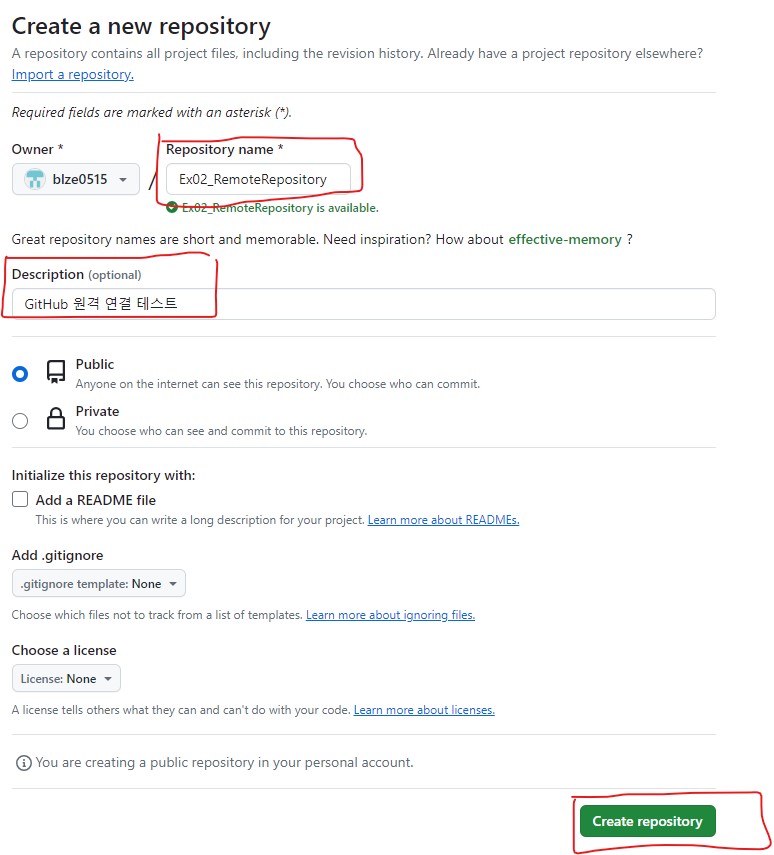 Create a new repository
A repository contains all project files, including the revision history. Already have a project repository elsewhere?
Import a repository.
Required fields are marked with an asterisk (*).
Owner * Repository name *
blze0515 / Ex02_RemoteRepository
Ex02_RemoteRepository is available.
Great repository names are short and memorable. Need inspiration? How about effective-memory ?
Description (optional)
GitHub 원격 연결 테스트
Public
Anyone on the internet can see this repository. You choose who can commit.
Private
You choose who can see and commit to this repository.
Initialize this repository with:
Add a README file
This is where you can write a long description for your project. Learn more about READMEs.
Add .gitignore
.gitignore template: None
Choose which files not to track from a list of templates. Learn more about ignoring files.
Choose a license
License: None
A license tells others what they can and can't do with your code. Learn more about licenses.
You are creating a public repository in your personal account.
Create repository